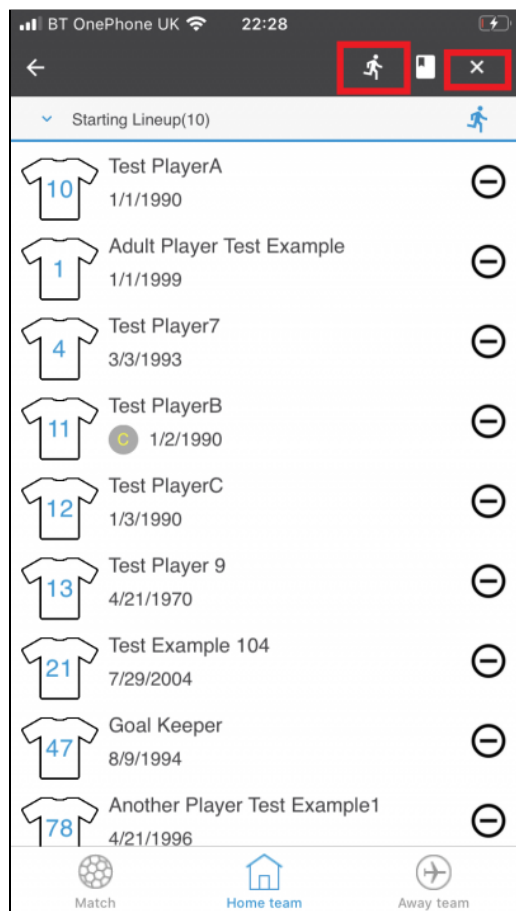 BT OnePhone UK 22:28
Starting Lineup(10)
Test PlayerA
10
1/1/1990
Adult Player Test Example
1
1/1/1999
Test Player7
4
3/3/1993
Test PlayerB
11
C 1/2/1990
Test PlayerC
12
1/3/1990
Test Player 9
13
4/21/1970
Test Example 104
21
7/29/2004
Goal Keeper
47
8/9/1994
Another Player Test Example1
78
4/21/1996
Match Home team Away team